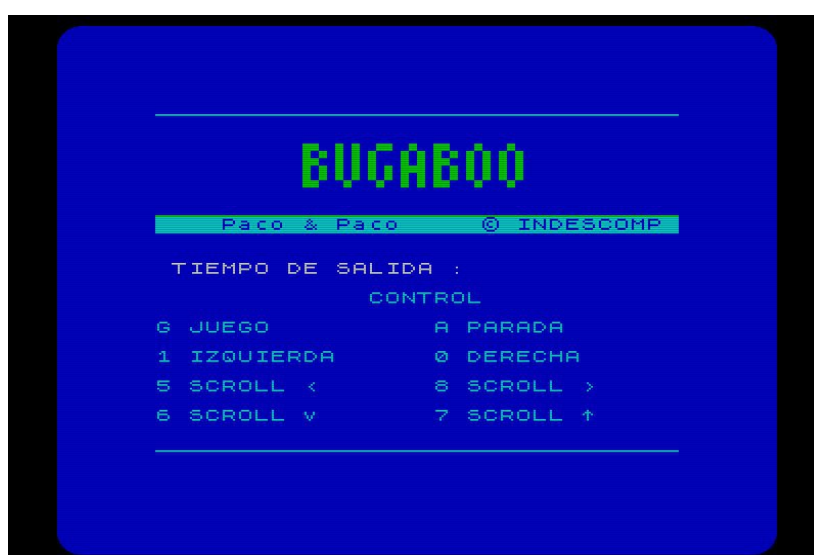 BUGABOO
Paco & Paco © INDESCOMP
TIEMPO DE SALIDA :
CONTROL
G JUEGO A PARADA
1 IZQUIERDA 0 DERECHA
5 SCROLL < 8 SCROLL >
6 SCROLL v 7 SCROLL ↑